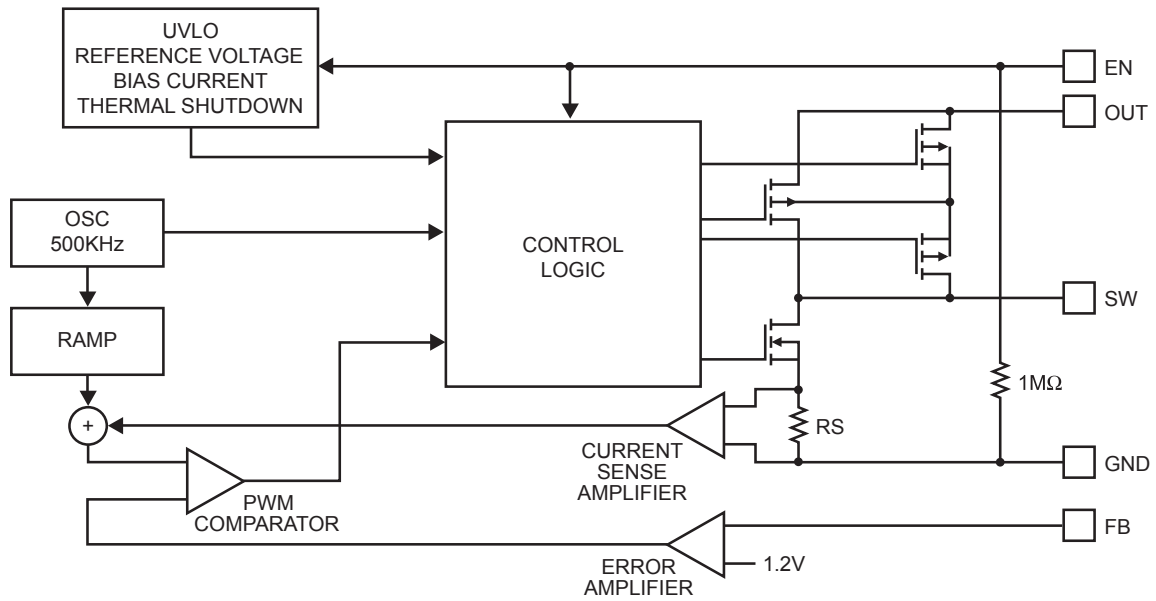 UVLO
REFERENCE VOLTAGE
BIAS CURRENT
THERMAL SHUTDOWN
EN
OUT
OSC
500KHz
CONTROL
LOGIC
SW
RAMP
1MΩ
+
RS
CURRENT
SENSE
AMPLIFIER
GND
PWM
COMPARATOR
FB
ERROR
AMPLIFIER
1.2V